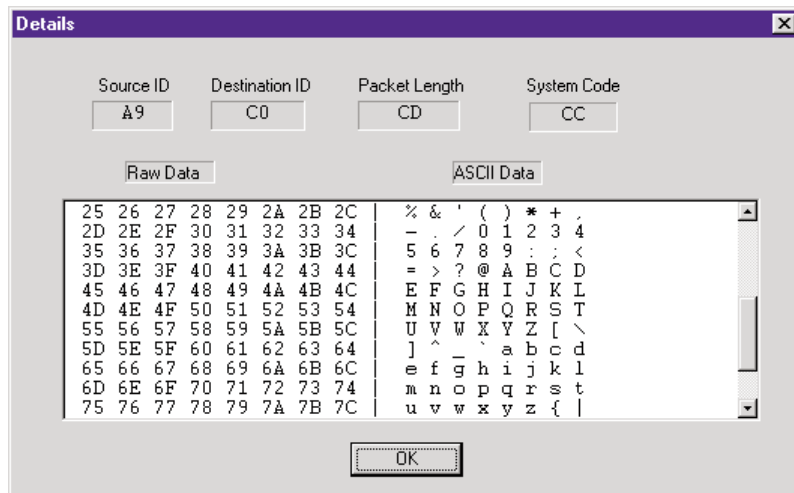 Details
Source ID Destination ID Packet Length System Code
A9 C0 CD CC
Raw Data ASCII Data
25 26 27 28 29 2A 2B 2C | % & ' ( ) * + ,
2D 2E 2F 30 31 32 33 34 | - . / 0 1 2 3 4
35 36 37 38 39 3A 3B 3C | 5 6 7 8 9 : ; <
3D 3E 3F 40 41 42 43 44 | = > ? @ A B C D
45 46 47 48 49 4A 4B 4C | E F G H I J K L
4D 4E 4F 50 51 52 53 54 | M N O P Q R S T
55 56 57 58 59 5A 5B 5C | U V W X Y Z [ \
5D 5E 5F 60 61 62 63 64 | ] ^ _ ` a b c d
65 66 67 68 69 6A 6B 6C | e f g h i j k l
6D 6E 6F 70 71 72 73 74 | m n o p q r s t
75 76 77 78 79 7A 7B 7C | u v w x y z { |
OK